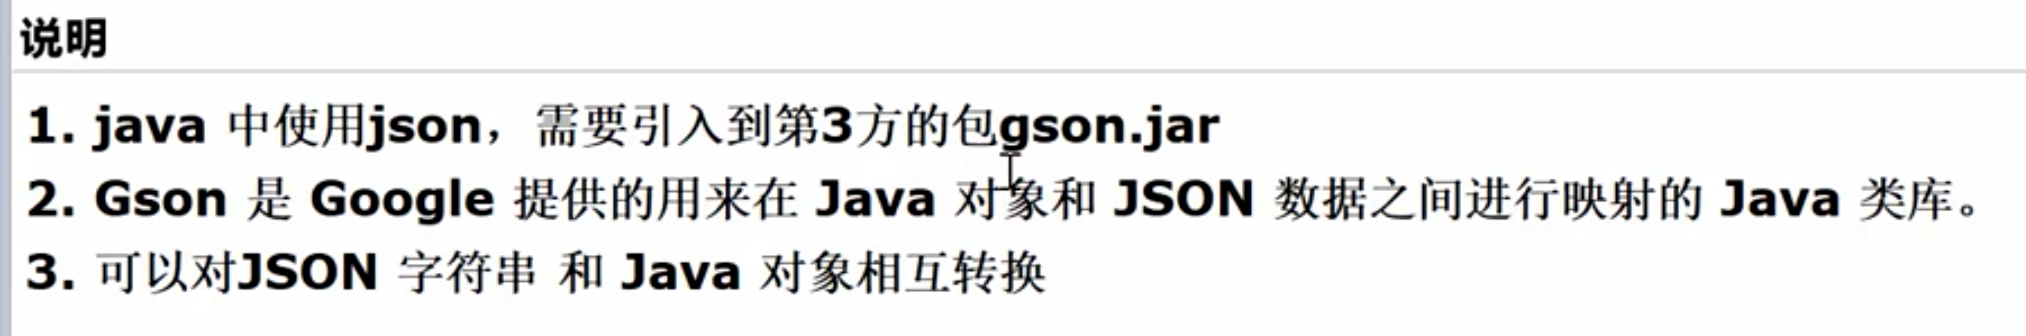 说明
1. java 中使用json，需要引入到第3方的包gson.jar
2. Gson 是 Google 提供的用来在 Java 对象和 JSON 数据之间进行映射的 Java 类库。
3. 可以对JSON 字符串 和 Java 对象相互转换